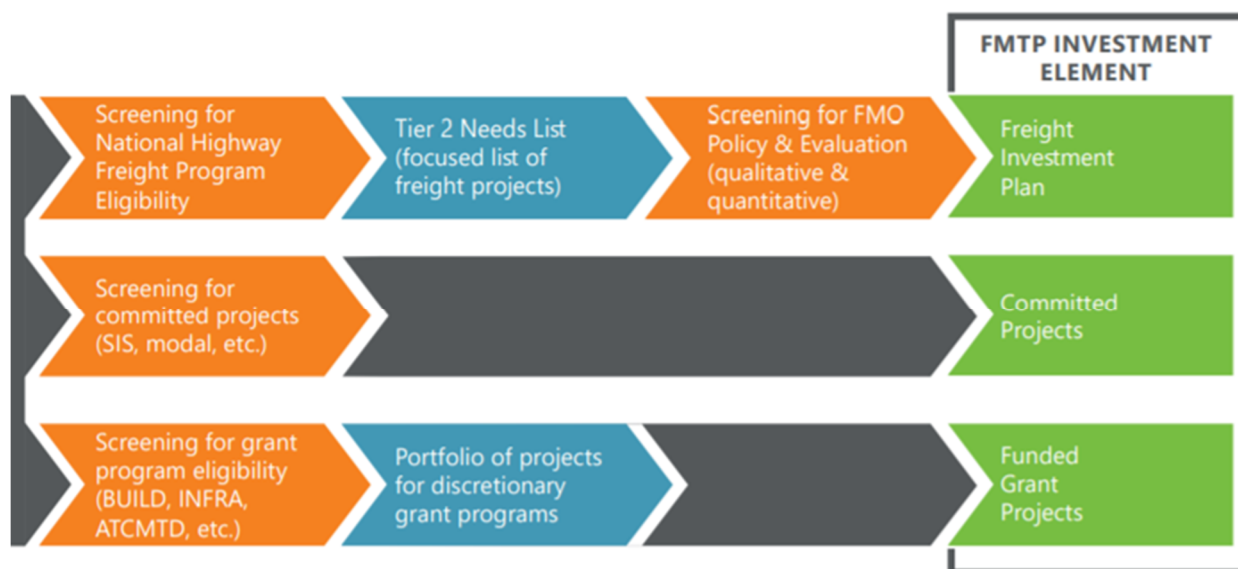 FMTP INVESTMENT
ELEMENT
Screening for
National Highway
Freight Program
Eligibility
Tier 2 Needs List
(focused list of
freight projects)
Screening for FMO
Policy & Evaluation
(qualitative &
quantitative)
Freight
Investment
Plan
Screening for
committed projects
(SIS, modal, etc.)
Committed
Projects
Screening for grant
program eligibility
(BUILD, INFRA,
ATCMTD, etc.)
Portfolio of projects
for discretionary
grant programs
Funded
Grant
Projects